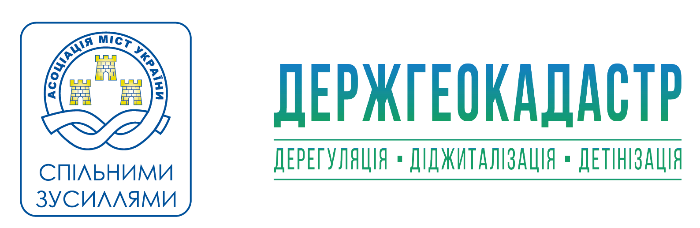 АСОЦІАЦІЯ МІСТ УКРАЇНИ
СПІЛЬНИМИ
ЗУСИЛЛЯМИ
ДЕРЖГЕОКАДАСТР
ДЕРЕГУЛЯЦІЯ ▪ ДІДЖИТАЛІЗАЦІЯ ▪ ДЕТІНІЗАЦІЯ